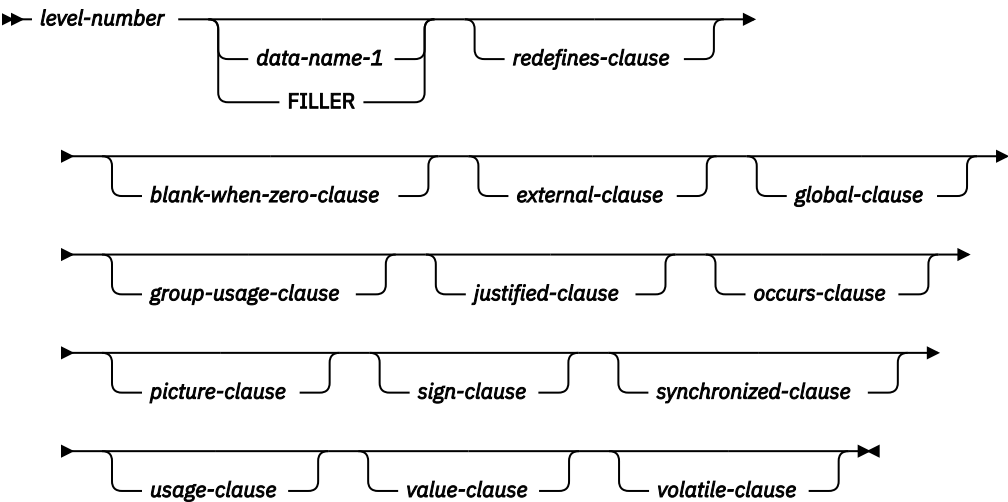 level-number
data-name-1 redefines-clause
FILLER
blank-when-zero-clause external-clause global-clause
group-usage-clause justified-clause occurs-clause
picture-clause sign-clause synchronized-clause
usage-clause value-clause volatile-clause